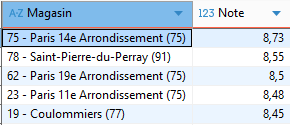 A-Z Magasin 123 Note
75 - Paris 14e Arrondissement (75) 8,73
78 - Saint-Pierre-du-Perray (91) 8,55
62 - Paris 19e Arrondissement (75) 8,5
23 - Paris 11e Arrondissement (75) 8,48
19 - Coulommiers (77) 8,45